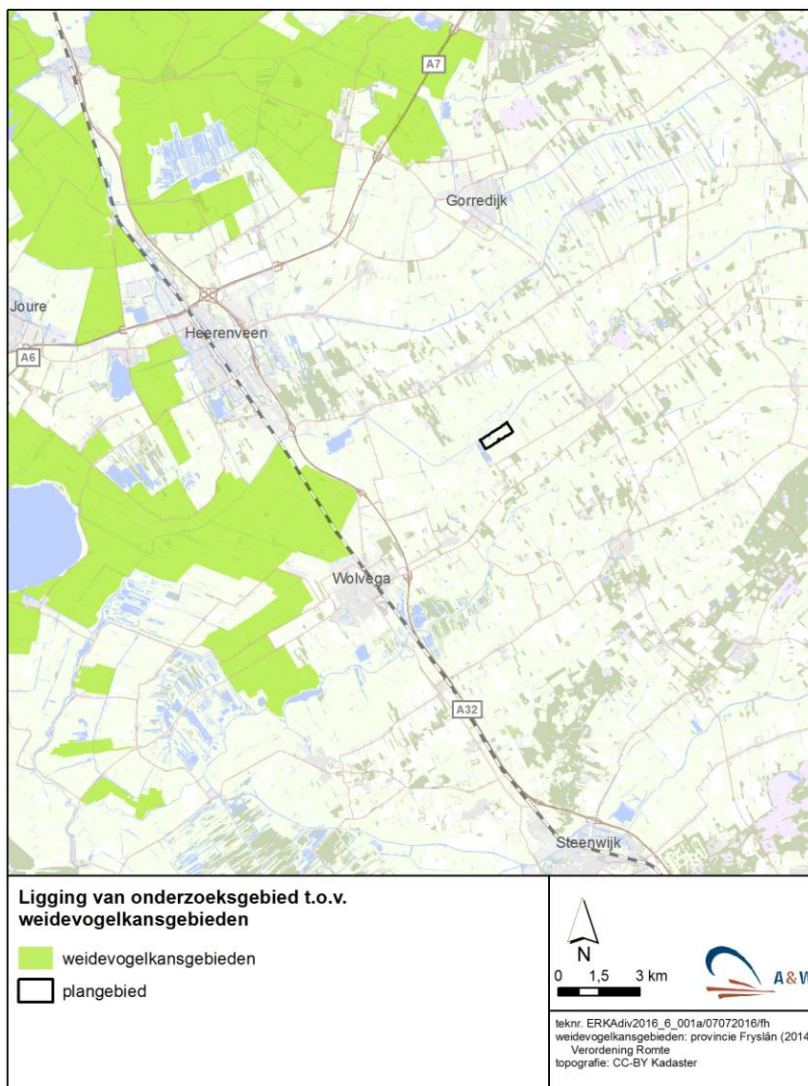 A7
Gorredijk
Joure
Heerenveen
A6
Wolvega
A32
Steenwijk
Ligging van onderzoeksgebied t.o.v.
weidevogelkansgebieden
weidevogelkansgebieden
plangebied
N
0 1,5 3 km
A&W
teknr. ERKAdiv2016_6_001a/07072016/fh
weidevogelkansgebieden: provincie Fryslân (2014
Verordening Romte
topografie: CC-BY Kadaster